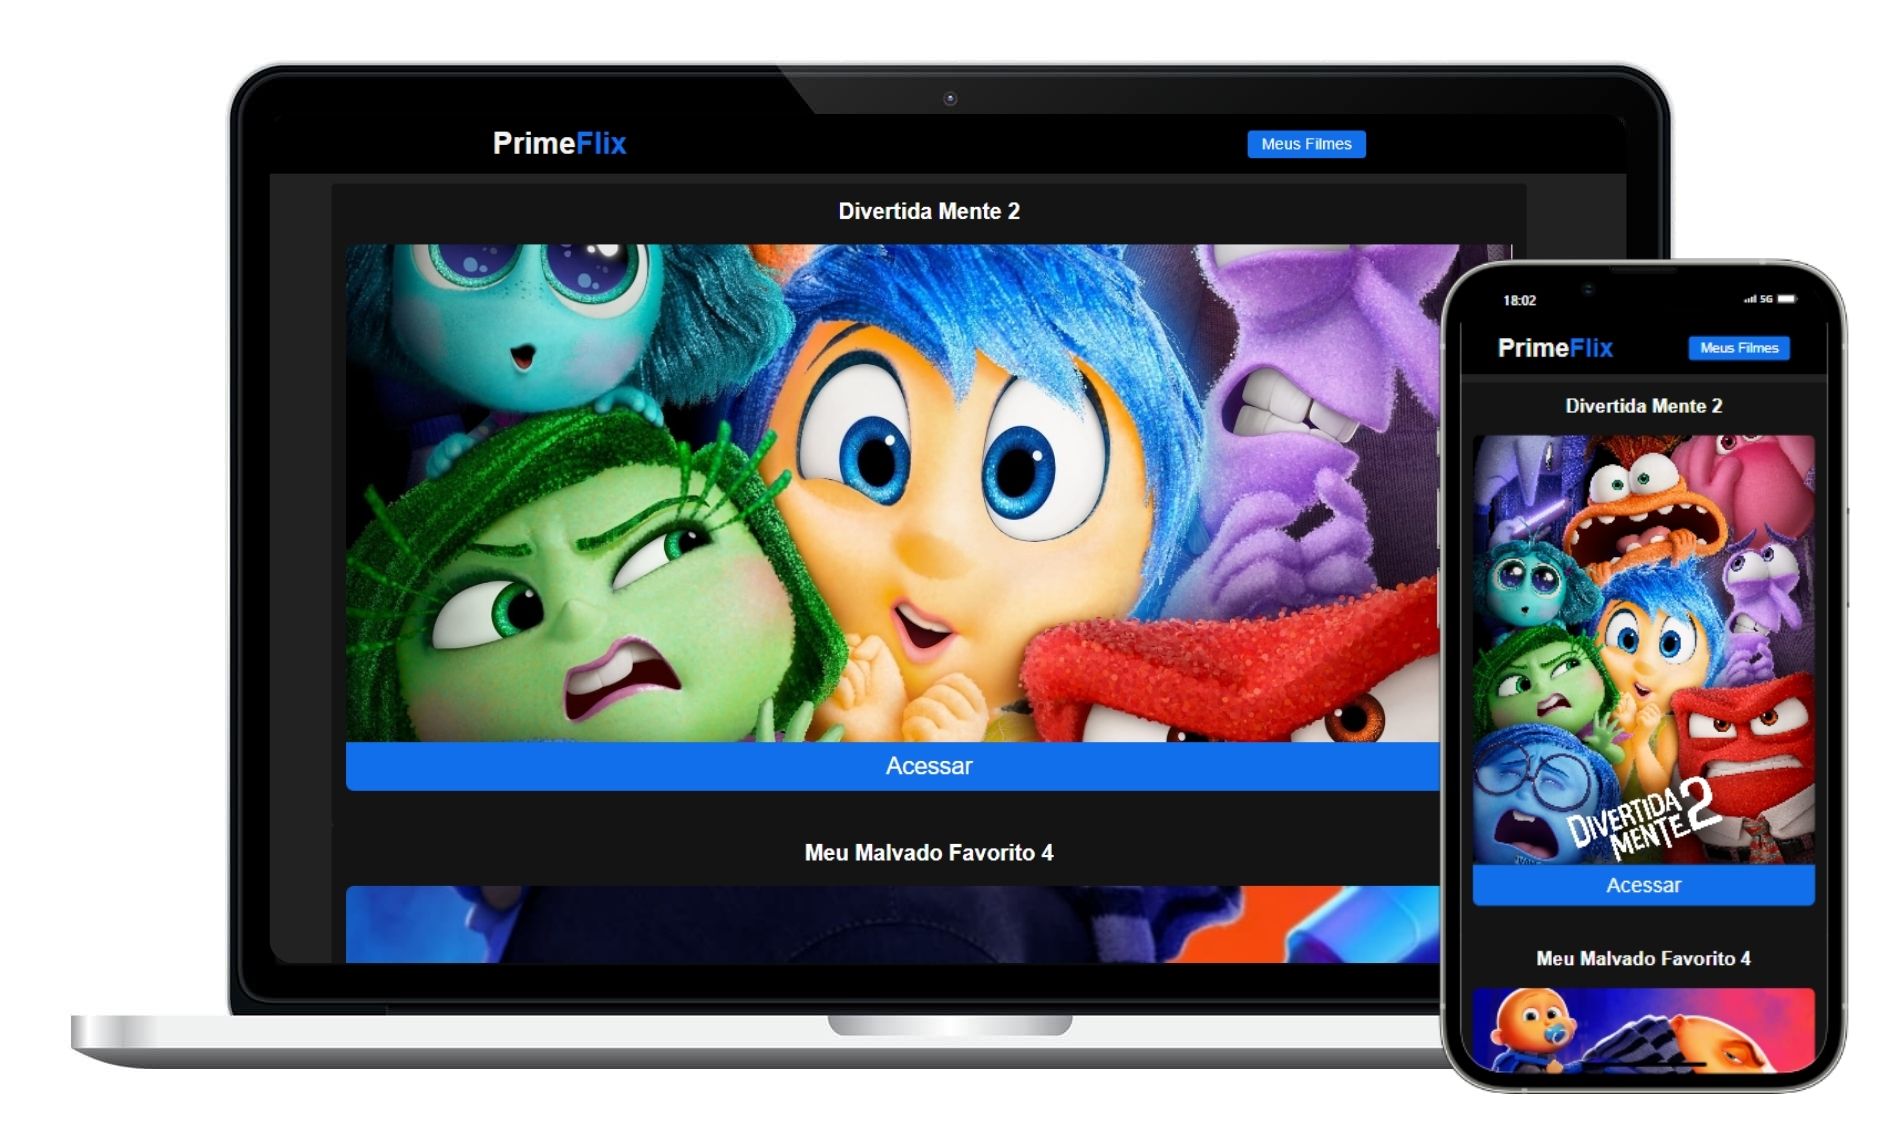 PrimeFlix
Meus Filmes
Divertida Mente 2
Acessar
Meu Malvado Favorito 4
18:02
5G
PrimeFlix
Meus Filmes
Divertida Mente 2
DIVERTIDA
MENTE 2
Acessar
Meu Malvado Favorito 4